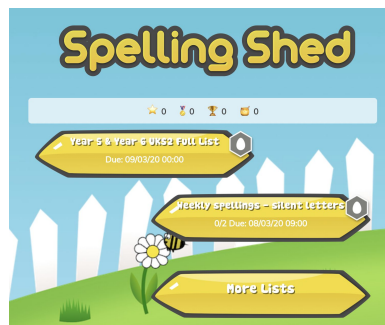 Spelling Shed
0 0 0 0
Year 5 & Year 6 UKS2 Full List
Due: 09/03/20 00:00
Weekly spellings - silent letters
0/2 Due: 08/03/20 09:00
More Lists